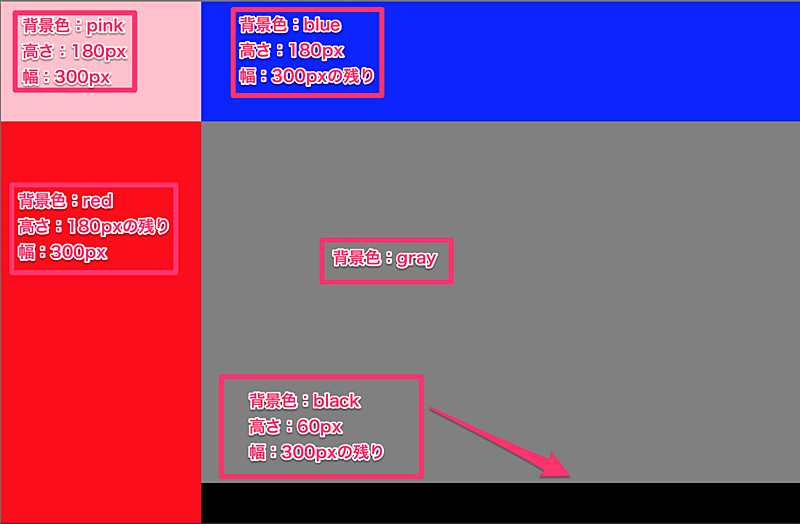 背景色：pink
高さ：180px
幅：300px
背景色：blue
高さ：180px
幅：300pxの残り
背景色：red
高さ：180pxの残り
幅：300px
背景色：gray
背景色：black
高さ：60px
幅：300pxの残り